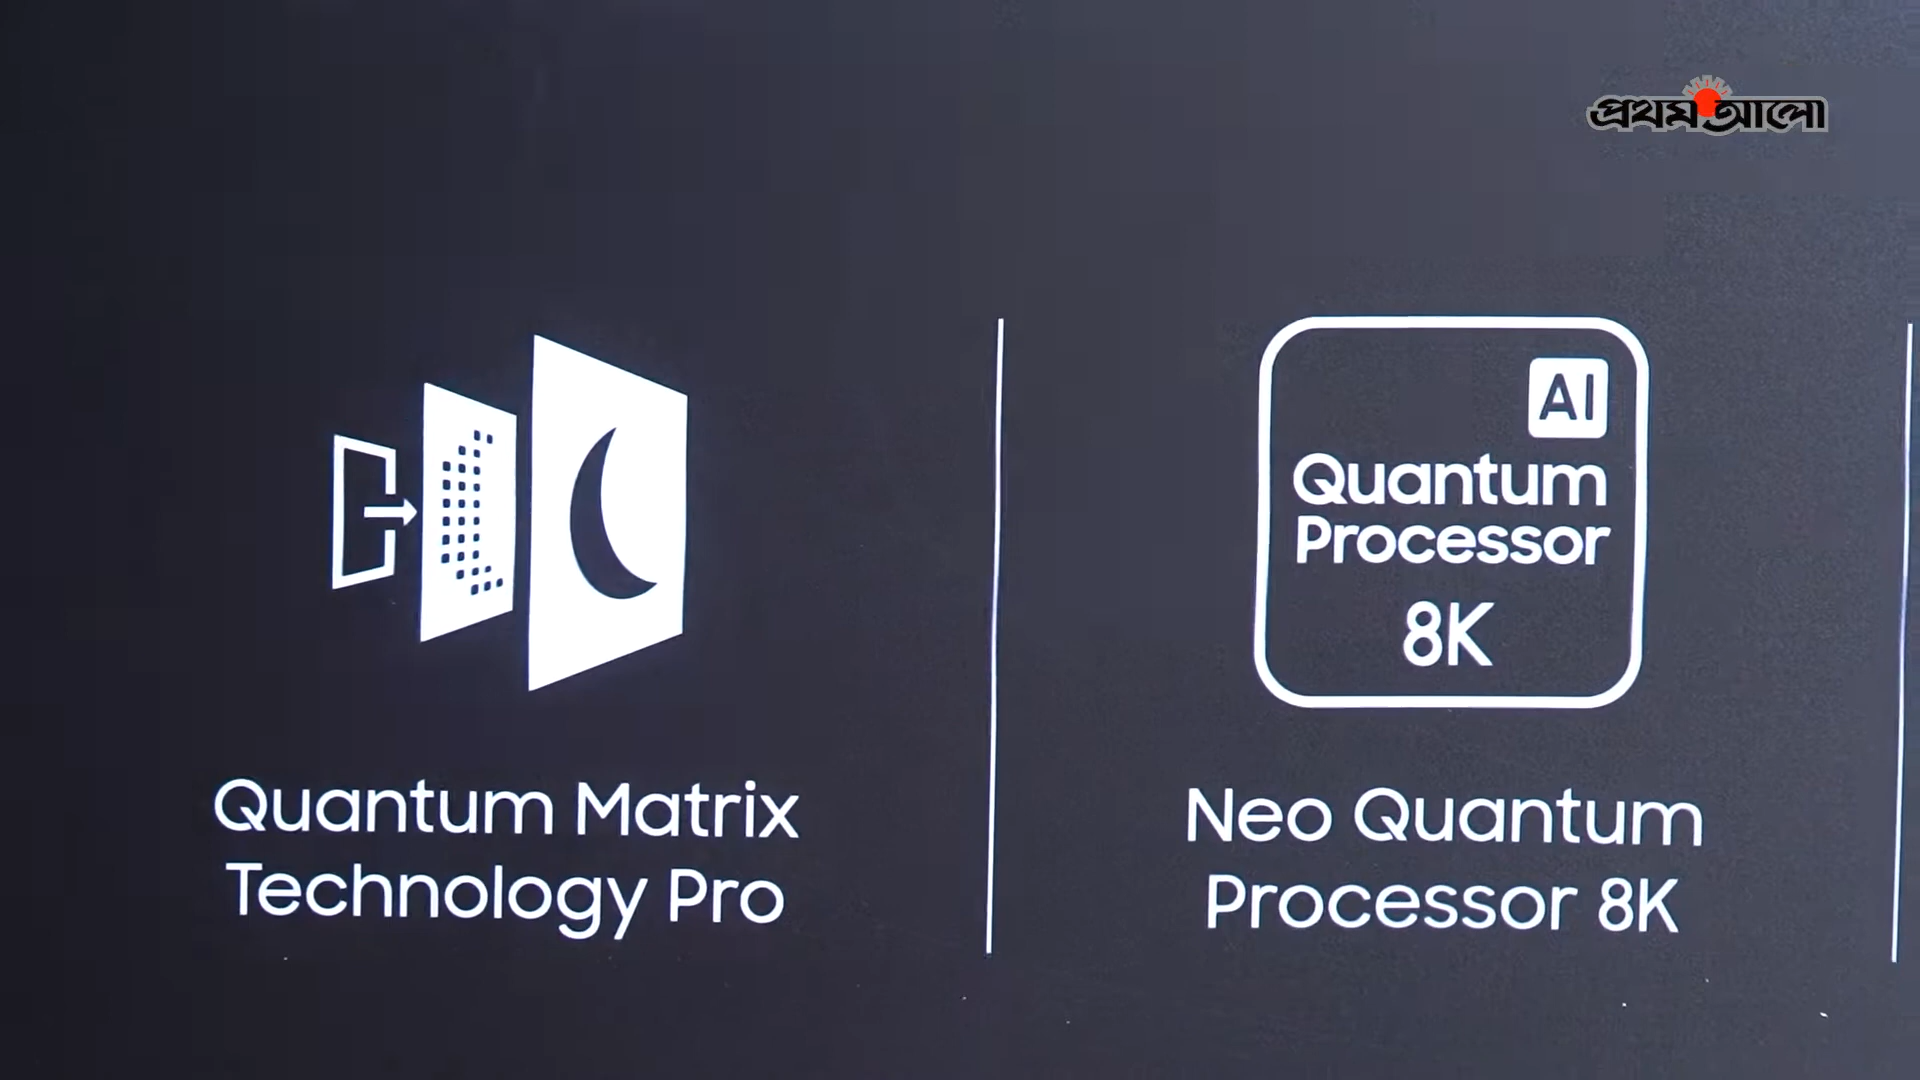 প্রথম আলো
AI
Quantum
Processor
8K
Quantum Matrix
Technology Pro
Neo Quantum
Processor 8K